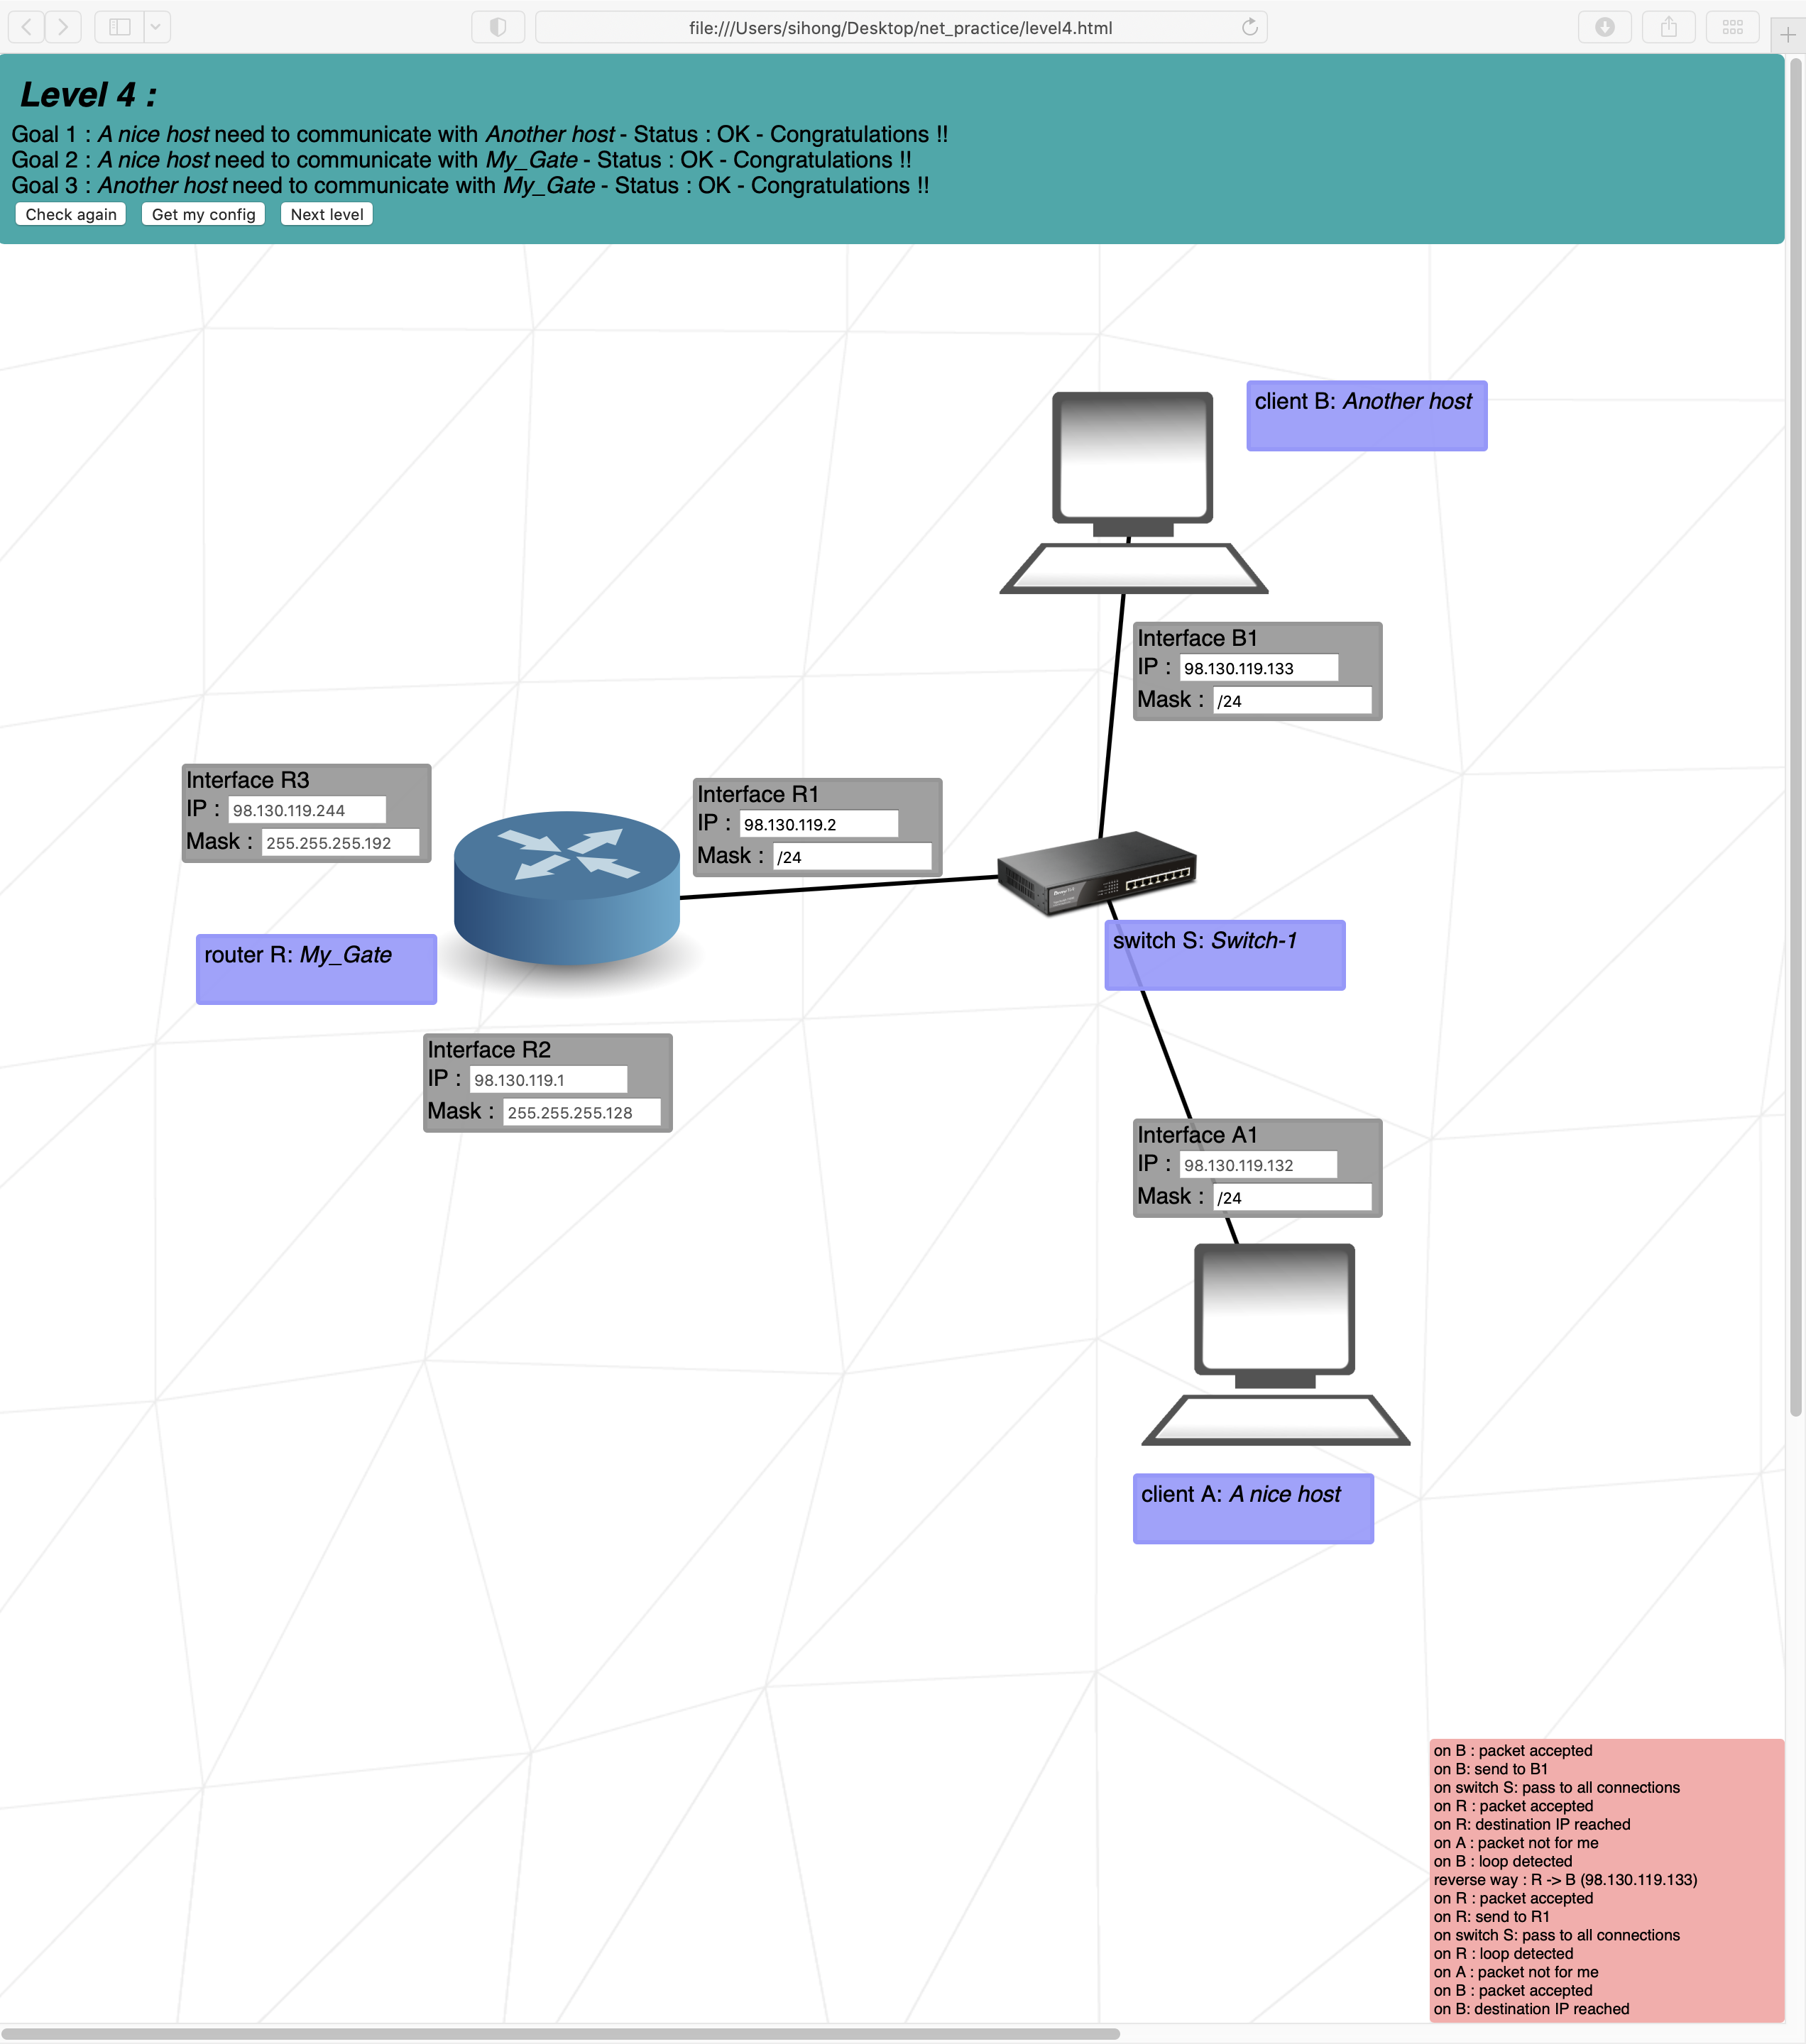 file:///Users/sihong/Desktop/net_practice/level4.html
Level 4 :
Goal 1 : A nice host need to communicate with Another host - Status : OK - Congratulations !!
Goal 2 : A nice host need to communicate with My_Gate - Status : OK - Congratulations !!
Goal 3 : Another host need to communicate with My_Gate - Status : OK - Congratulations !!
Check again Get my config Next level
client B: Another host
Interface B1
IP : 98.130.119.133
Mask : /24
Interface R3
IP : 98.130.119.244
Mask : 255.255.255.192
Interface R1
IP : 98.130.119.2
Mask : /24
router R: My_Gate
switch S: Switch-1
Interface R2
IP : 98.130.119.1
Mask : 255.255.255.128
Interface A1
IP : 98.130.119.132
Mask : /24
client A: A nice host
on B : packet accepted
on B: send to B1
on switch S: pass to all connections
on R : packet accepted
on R: destination IP reached
on A : packet not for me
on B : loop detected
reverse way : R -> B (98.130.119.133)
on R : packet accepted
on R: send to R1
on switch S: pass to all connections
on R : loop detected
on A : packet not for me
on B : packet accepted
on B: destination IP reached